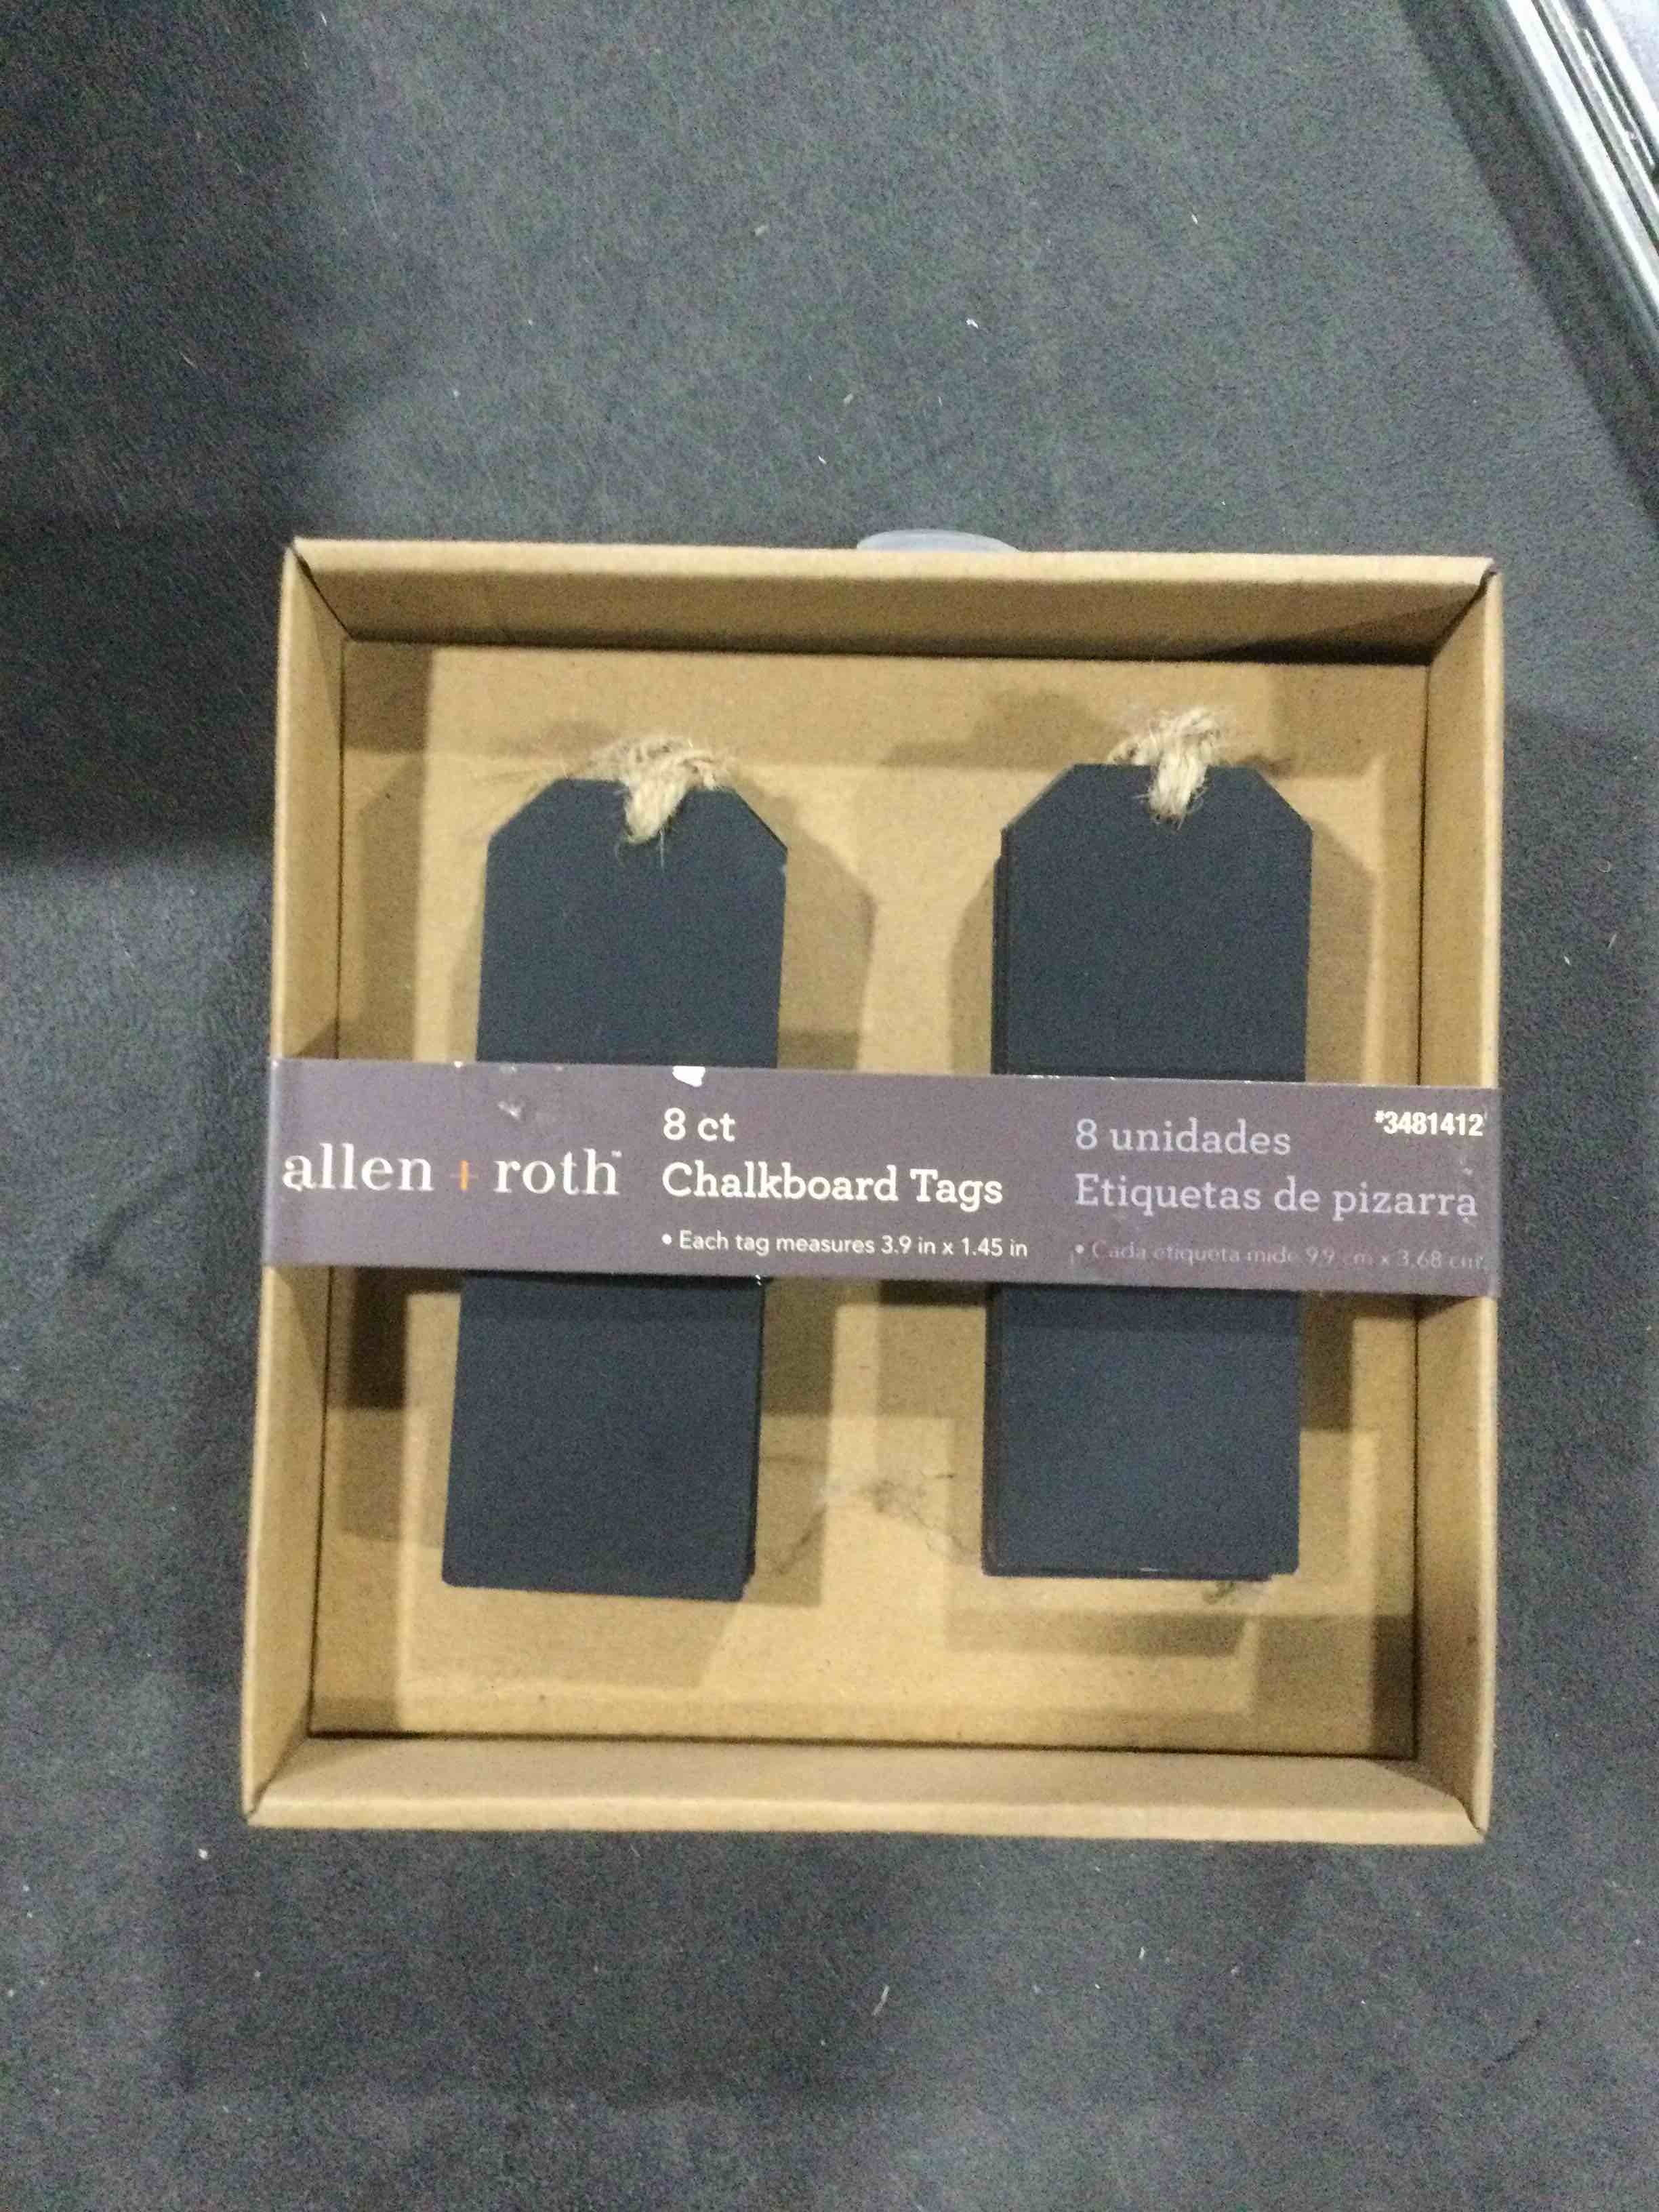 allen + roth™
8 ct
Chalkboard Tags
• Each tag measures 3.9 in x 1.45 in
#3481412
8 unidades
Etiquetas de pizarra
• Cada etiqueta mide 9.9 cm x 3.68 cm